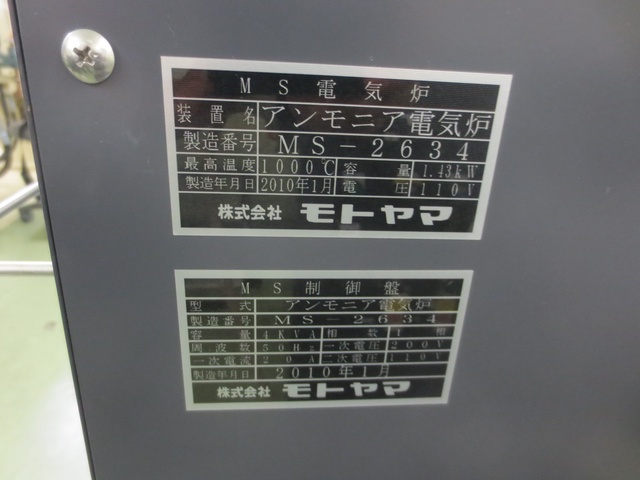 MS電気炉
装置名 アンモニア電気炉
製造番号 MS-2634
最高温度 1000℃ 容量 1.43kW
製造年月日 2010年1月 電圧 110V
株式会社 モトヤマ
MS制御盤
型式 アンモニア電気炉
製造番号 MS-2634
容量 4KVA 相数 1相
周波数 50Hz 一次電圧 200V
一次電流 20A 二次電圧 110V
製造年月日 2010年1月
株式会社 モトヤマ